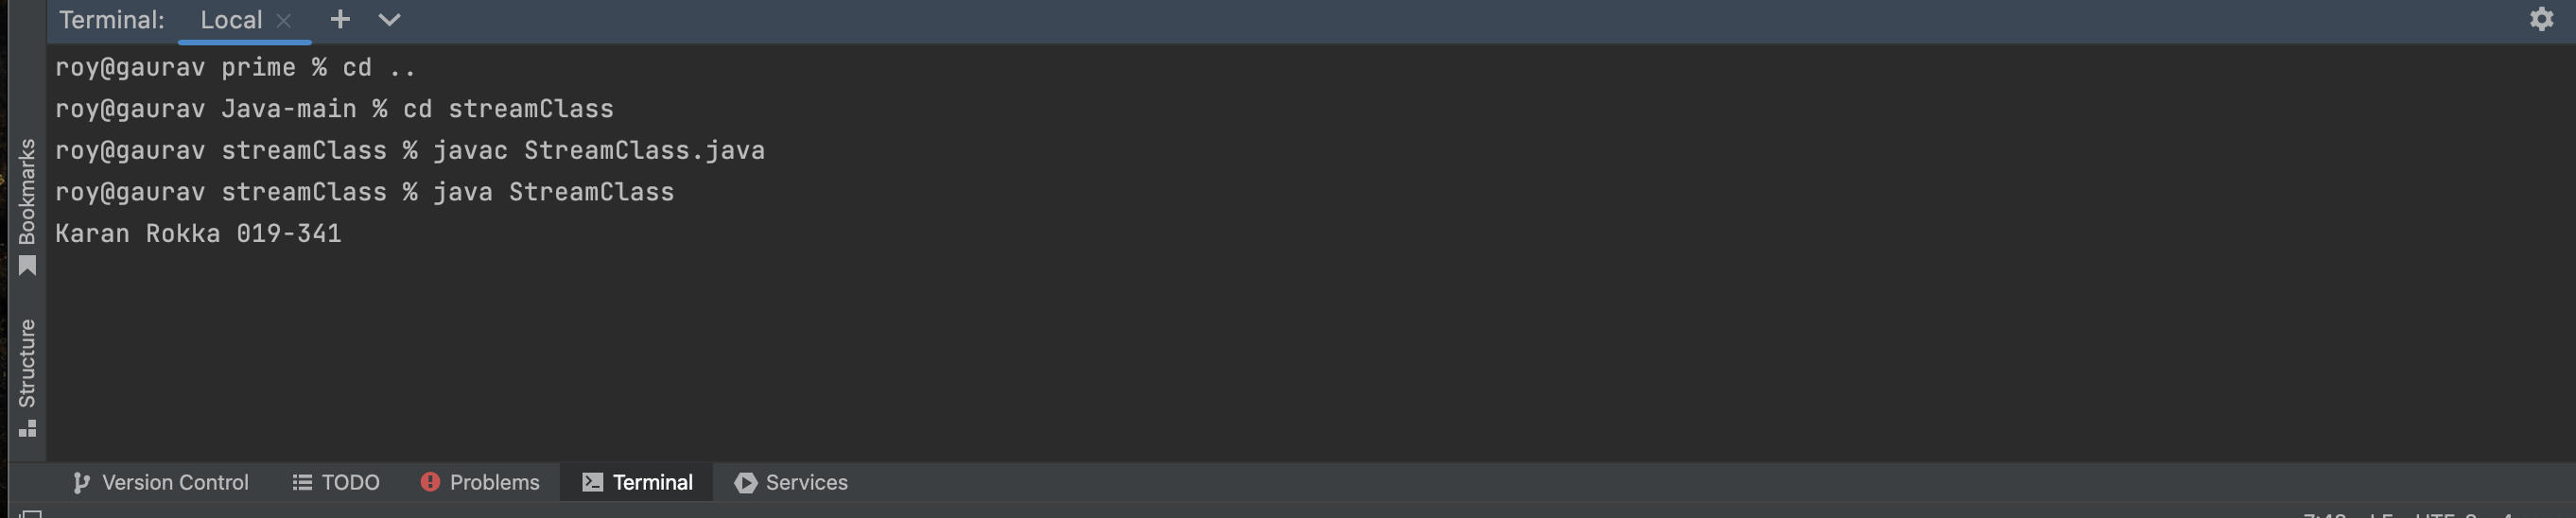 Terminal: Local
roy@gaurav prime % cd ..
roy@gaurav Java-main % cd streamClass
roy@gaurav streamClass % javac StreamClass.java
roy@gaurav streamClass % java StreamClass
Karan Rokka 019-341
Bookmarks
Structure
Version Control TODO Problems Terminal Services